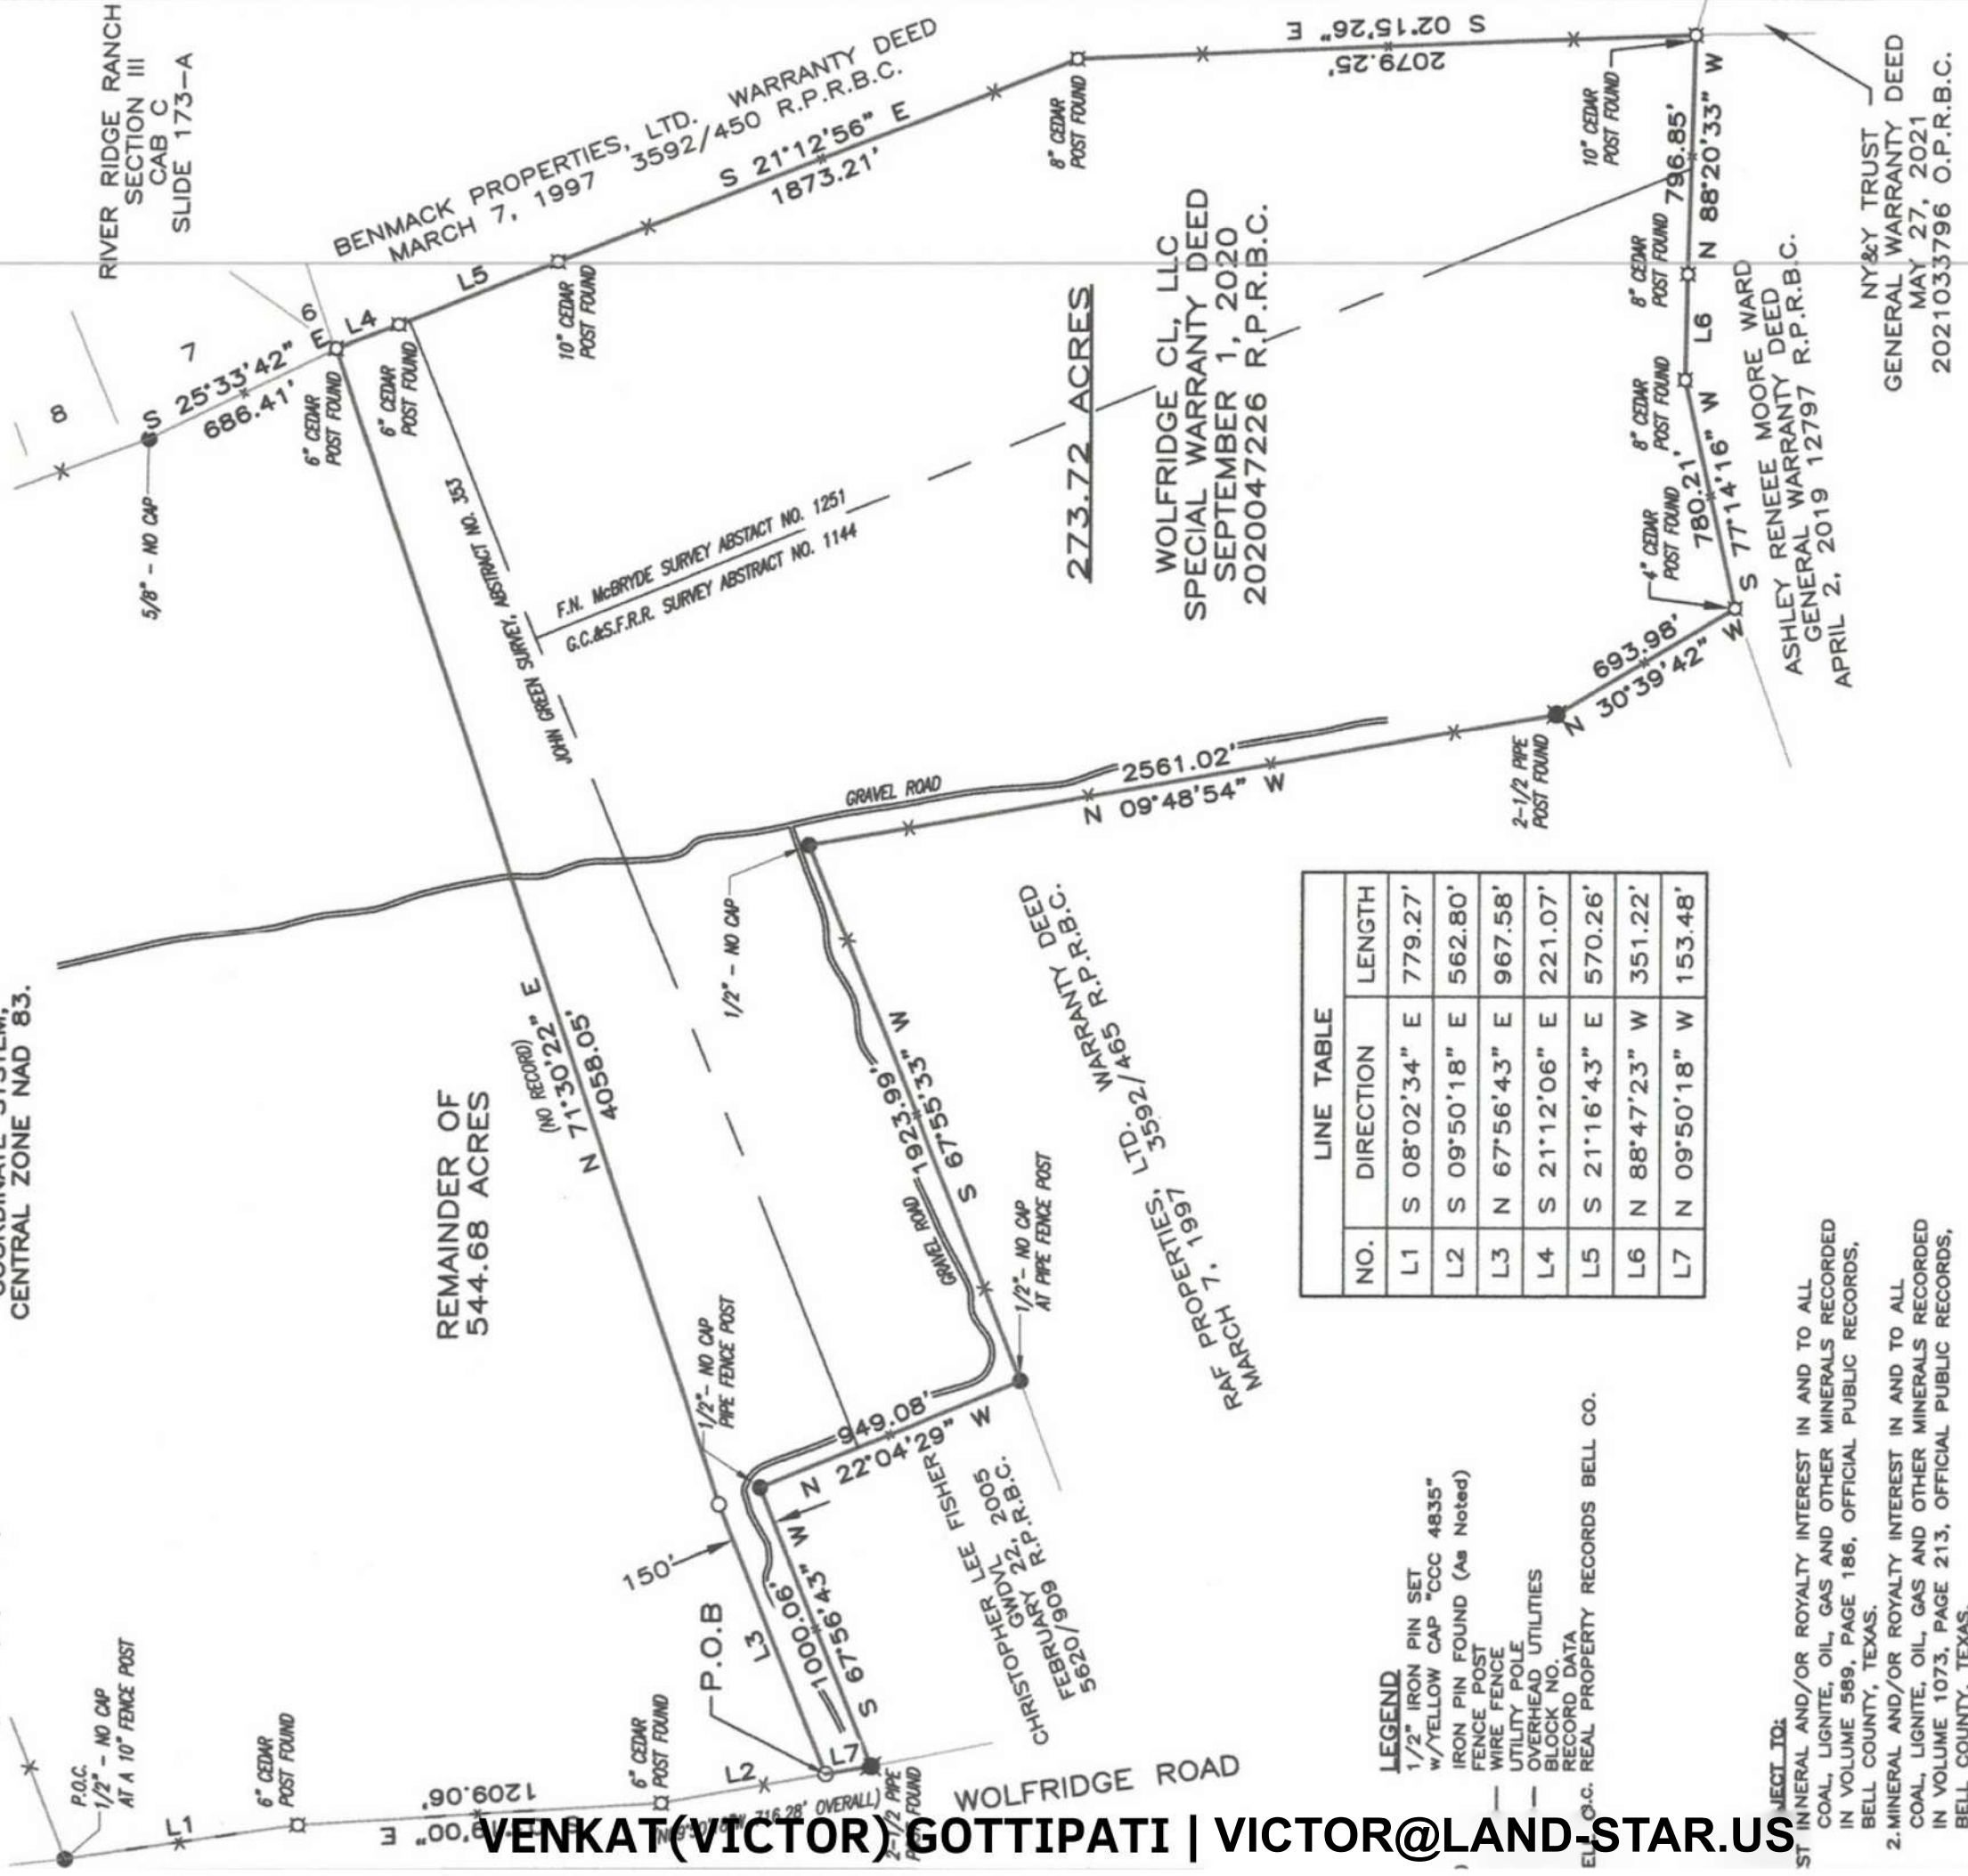 RIVER RIDGE RANCH
SECTION III
CAB C
SLIDE 173-A
8
7
6
S 25°33'42" E
686.41'
5/8" - NO CAP
6" CEDAR
POST FOUND
6" CEDAR
POST FOUND
L4
L5
10" CEDAR
POST FOUND
BENMACK PROPERTIES, LTD. WARRANTY DEED
MARCH 7, 1997 3592/450 R.P.R.B.C.
S 21°12'56" E
1873.21'
8" CEDAR
POST FOUND
S 02°15'26" E
2079.25'
10" CEDAR
POST FOUND
NY&Y TRUST
GENERAL WARRANTY DEED
MAY 27, 2021
2021033796 O.P.R.B.C.
796.85'
N 88°20'33" W
8" CEDAR
POST FOUND
L6
8" CEDAR
POST FOUND
780.21'
S 77°14'16" W
4" CEDAR
POST FOUND
ASHLEY RENEEE MOORE WARD
GENERAL WARRANTY DEED
APRIL 2, 2019 12797 R.P.R.B.C.
693.98'
N 30°39'42" W
2-1/2 PIPE
POST FOUND
273.72 ACRES
WOLFRIDGE CL, LLC
SPECIAL WARRANTY DEED
SEPTEMBER 1, 2020
2020047226 R.P.R.B.C.
JOHN GREEN SURVEY, ABSTRACT NO. 353
F.N. McBRYDE SURVEY ABSTACT NO. 1251
G.C.&S.F.R.R. SURVEY ABSTRACT NO. 1144
GRAVEL ROAD
2561.02'
N 09°48'54" W
1/2" - NO CAP
CENTRAL ZONE NAD 83.
REMAINDER OF
544.68 ACRES
(NO RECORD)
N 71°30'22" E
4058.05'
1923.99'
S 67°55'33" W
GRAVEL ROAD
1/2"- NO CAP
AT PIPE FENCE POST
RAF PROPERTIES, LTD. WARRANTY DEED
MARCH 7, 1997 3592/465 R.P.R.B.C.
1/2"- NO CAP
PIPE FENCE POST
949.08'
N 22°04'29" W
CHRISTOPHER LEE FISHER
GWDVL
FEBRUARY 22, 2005
5620/909 R.P.R.B.C.
150'
P.O.B
L3
1000.06'
S 67°56'43" W
L7
L2
WOLFRIDGE ROAD
P.O.C.
1/2" - NO CAP
AT A 10" FENCE POST
L1
6" CEDAR
POST FOUND
1209.06'
6" CEDAR
POST FOUND
716.28' OVERALL)
2-1/2 PIPE
LINE TABLE
NO. DIRECTION LENGTH
L1 S 08°02'34" E 779.27'
L2 S 09°50'18" E 562.80'
L3 N 67°56'43" E 967.58'
L4 S 21°12'06" E 221.07'
L5 S 21°16'43" E 570.26'
L6 N 88°47'23" W 351.22'
L7 N 09°50'18" W 153.48'
LEGEND
1/2" IRON PIN SET
w/YELLOW CAP "CCC 4835"
IRON PIN FOUND (As Noted)
FENCE POST
WIRE FENCE
UTILITY POLE
OVERHEAD UTILITIES
BLOCK NO.
RECORD DATA
REAL PROPERTY RECORDS BELL CO.
TO:
INERAL AND/OR ROYALTY INTEREST IN AND TO ALL
COAL, LIGNITE, OIL, GAS AND OTHER MINERALS RECORDED
IN VOLUME 589, PAGE 186, OFFICIAL PUBLIC RECORDS,
BELL COUNTY, TEXAS.
2. MINERAL AND/OR ROYALTY INTEREST IN AND TO ALL
COAL, LIGNITE, OIL, GAS AND OTHER MINERALS RECORDED
IN VOLUME 1073, PAGE 213, OFFICIAL PUBLIC RECORDS,
BELL COUNTY, TEXAS.
VENKAT(VICTOR) GOTTIPATI | VICTOR@LAND-STAR.US